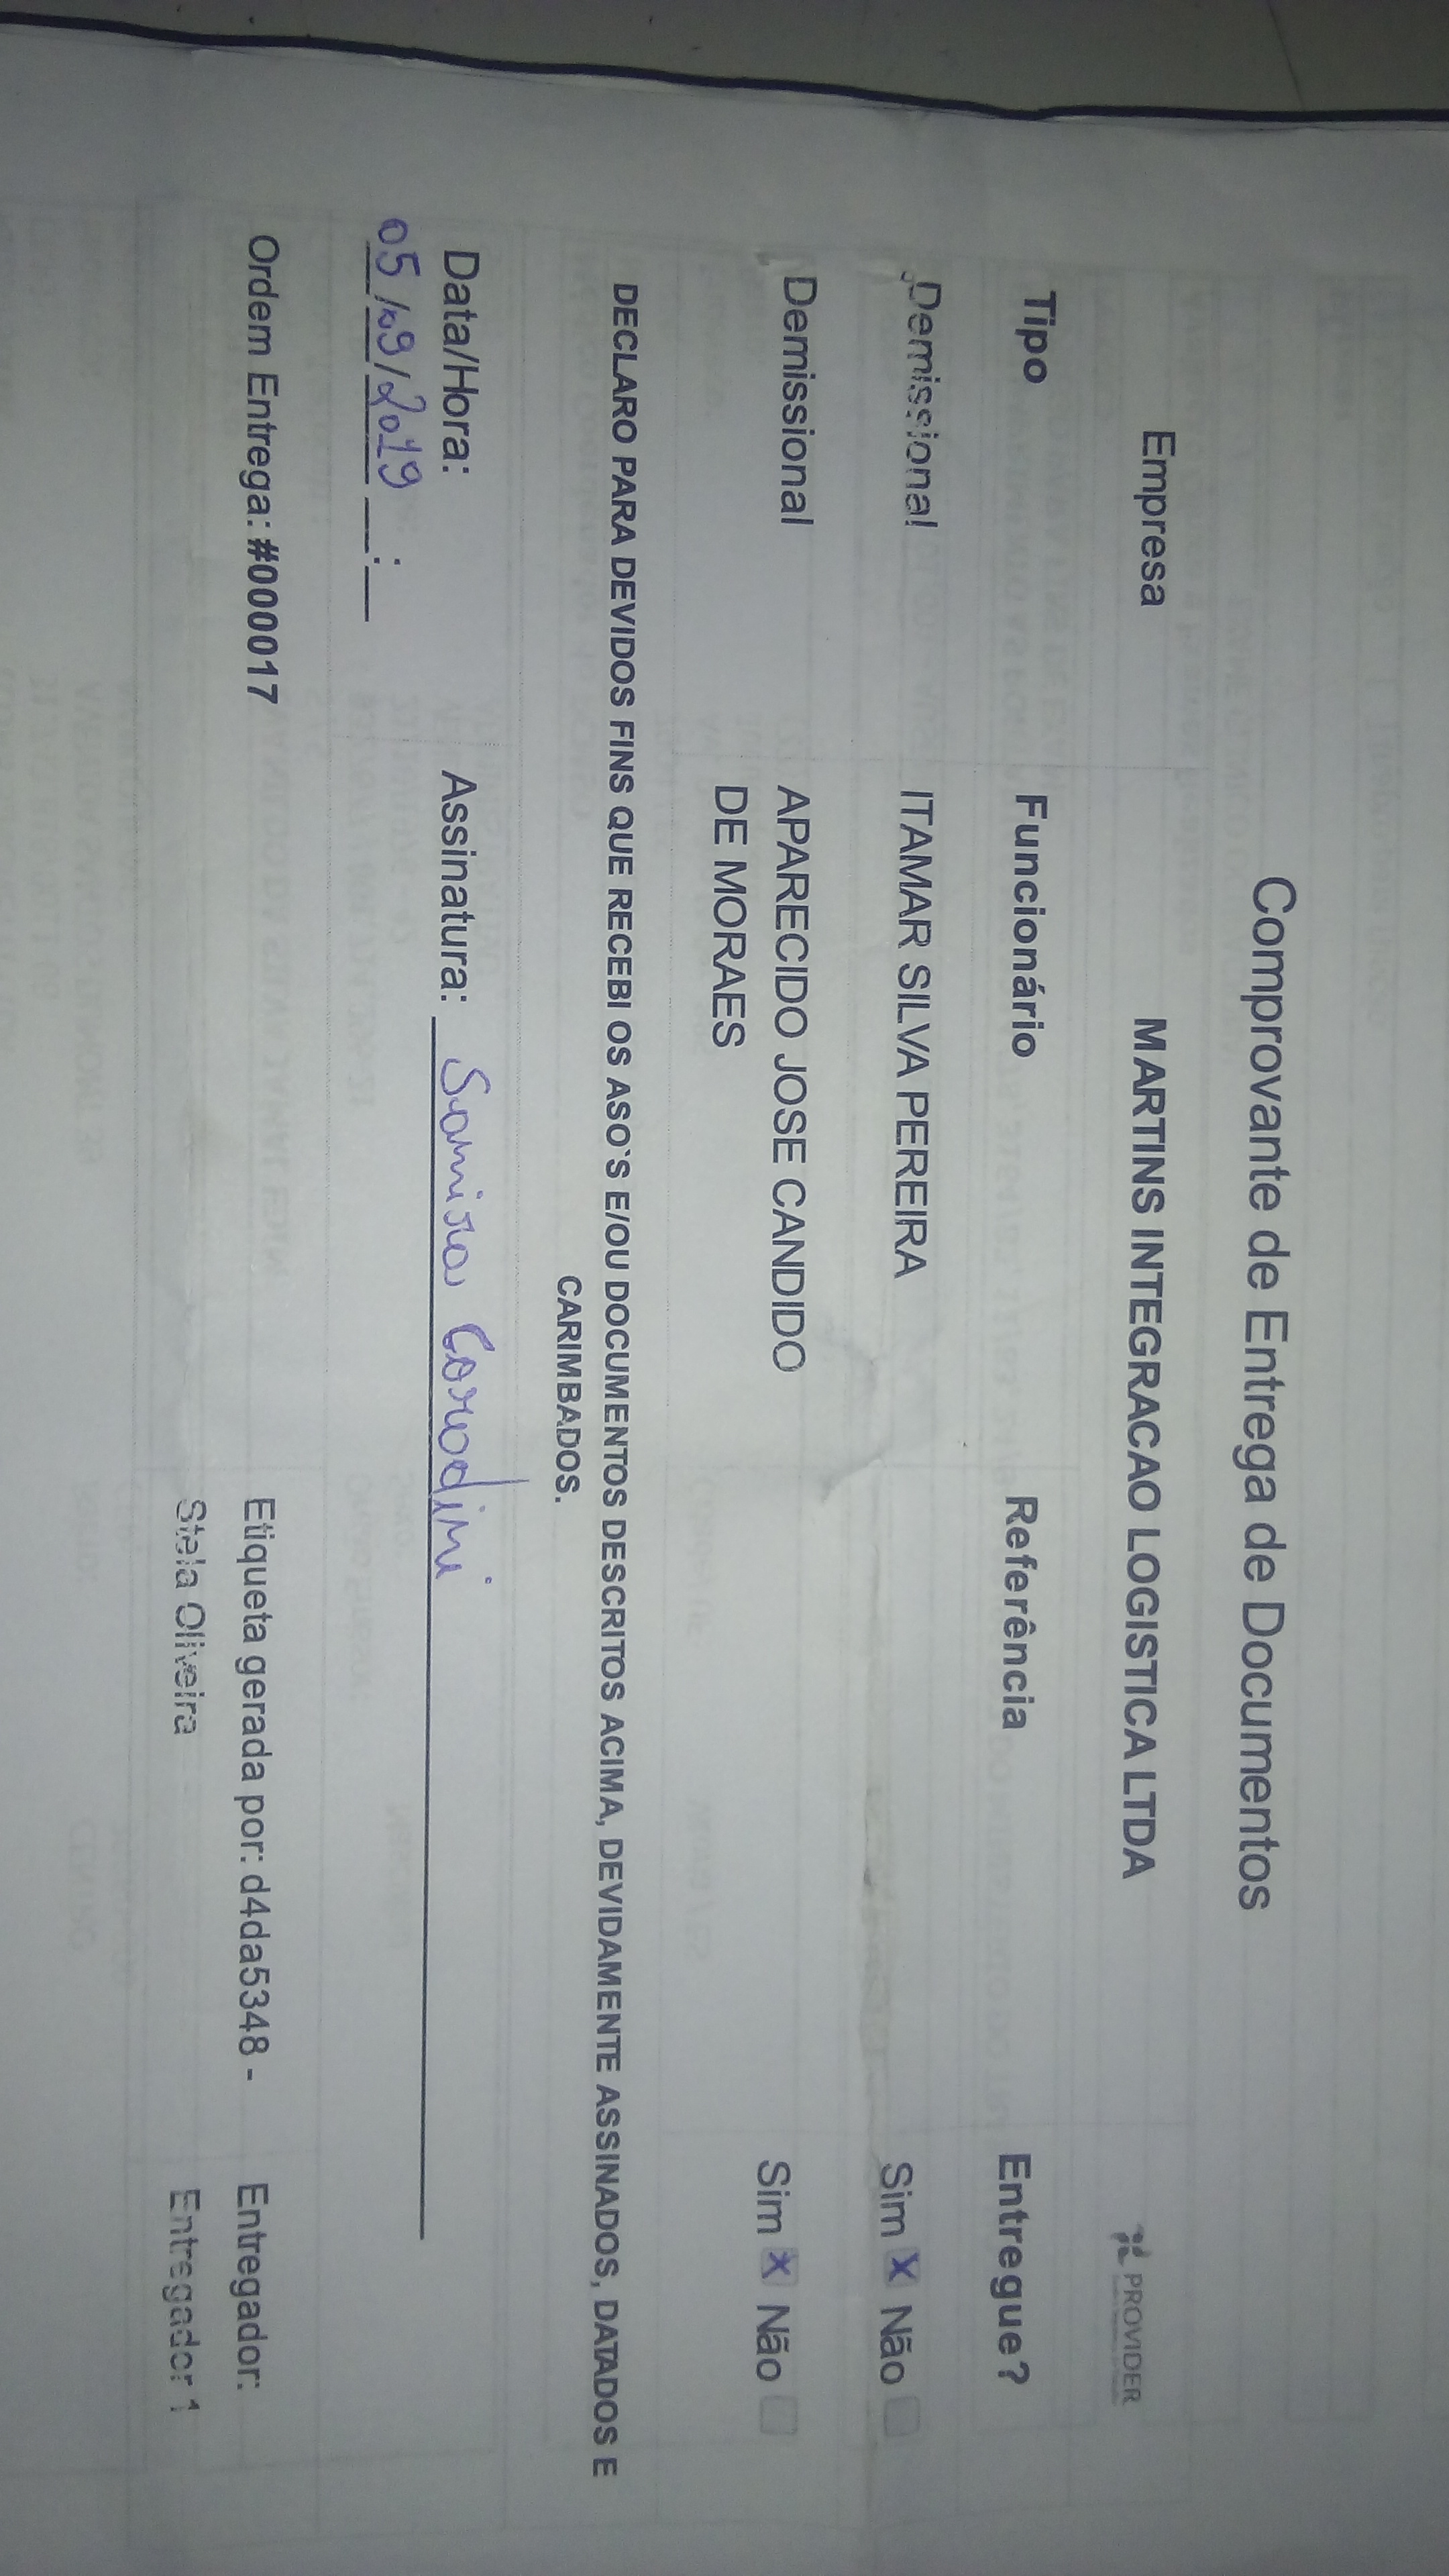 Comprovante de Entrega de Documentos
Empresa MARTINS INTEGRACAO LOGISTICA LTDA PROVIDER
Tipo Funcionário Referência Entregue?
Demissional ITAMAR SILVA PEREIRA Sim X Não
Demissional APARECIDO JOSE CANDIDO Sim X Não
DE MORAES
DECLARO PARA DEVIDOS FINS QUE RECEBI OS ASO`S E/OU DOCUMENTOS DESCRITOS ACIMA, DEVIDAMENTE ASSINADOS, DATADOS E
CARIMBADOS.
Data/Hora: Assinatura: Samira Corodini
05/09/2019 __:__
Ordem Entrega: #000017 Etiqueta gerada por: d4da5348 - Entregador:
Stela Oliveira Entregador 1